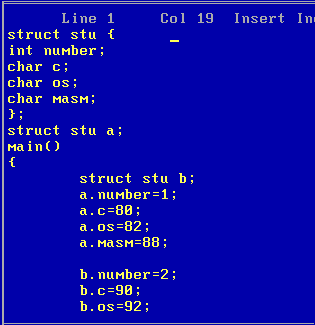 Line 1 Col 19 Insert
struct stu {
int number;
char c;
char os;
char masm;
};
struct stu a;
main()
{
struct stu b;
a.number=1;
a.c=80;
a.os=82;
a.masm=88;
b.number=2;
b.c=90;
b.os=92;